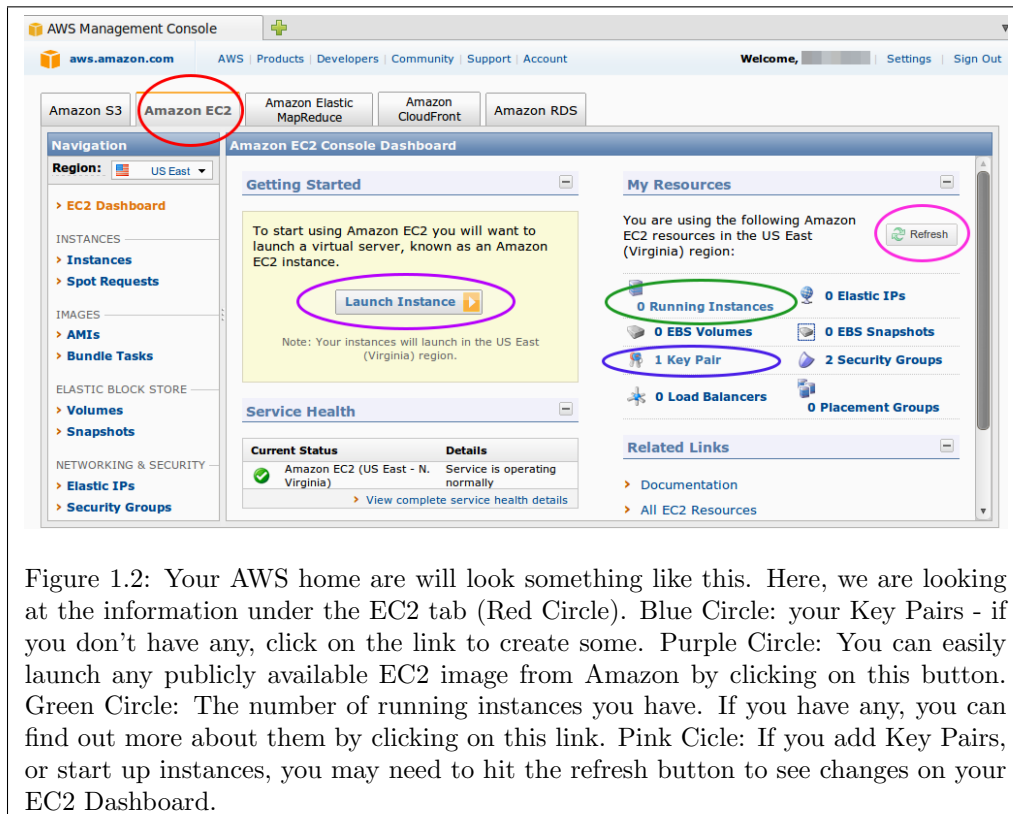 AWS Management Console
aws.amazon.com AWS | Products | Developers | Community | Support | Account Welcome, | Settings | Sign Out
Amazon S3 Amazon EC2 Amazon Elastic MapReduce Amazon CloudFront Amazon RDS
Navigation
Region: US East
> EC2 Dashboard
INSTANCES
> Instances
> Spot Requests
IMAGES
> AMIs
> Bundle Tasks
ELASTIC BLOCK STORE
> Volumes
> Snapshots
NETWORKING & SECURITY
> Elastic IPs
> Security Groups
Amazon EC2 Console Dashboard
Getting Started
To start using Amazon EC2 you will want to
launch a virtual server, known as an Amazon
EC2 instance.
Launch Instance
Note: Your instances will launch in the US East
(Virginia) region.
Service Health
Current Status Details
Amazon EC2 (US East - N. Virginia) Service is operating normally
> View complete service health details
My Resources
You are using the following Amazon
EC2 resources in the US East
(Virginia) region:
Refresh
0 Running Instances 0 Elastic IPs
0 EBS Volumes 0 EBS Snapshots
1 Key Pair 2 Security Groups
0 Load Balancers 0 Placement Groups
Related Links
> Documentation
> All EC2 Resources
Figure 1.2: Your AWS home are will look something like this. Here, we are looking
at the information under the EC2 tab (Red Circle). Blue Circle: your Key Pairs - if
you don't have any, click on the link to create some. Purple Circle: You can easily
launch any publicly available EC2 image from Amazon by clicking on this button.
Green Circle: The number of running instances you have. If you have any, you can
find out more about them by clicking on this link. Pink Cicle: If you add Key Pairs,
or start up instances, you may need to hit the refresh button to see changes on your
EC2 Dashboard.